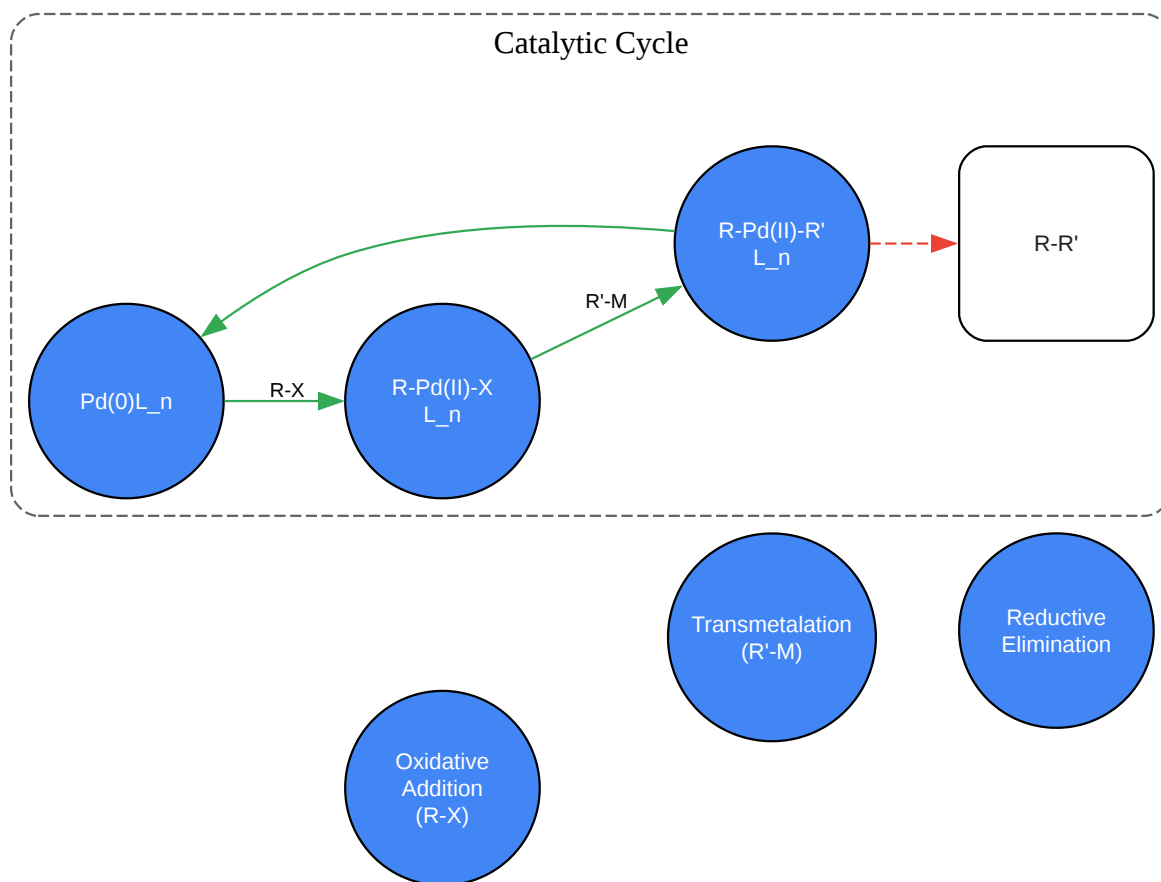 Catalytic Cycle
R-Pd(II)-R'
L_n
R-R'
R'-M
Pd(0)L_n
R-X
R-Pd(II)-X
L_n
Transmetalation
(R'-M)
Reductive
Elimination
Oxidative
Addition
(R-X)